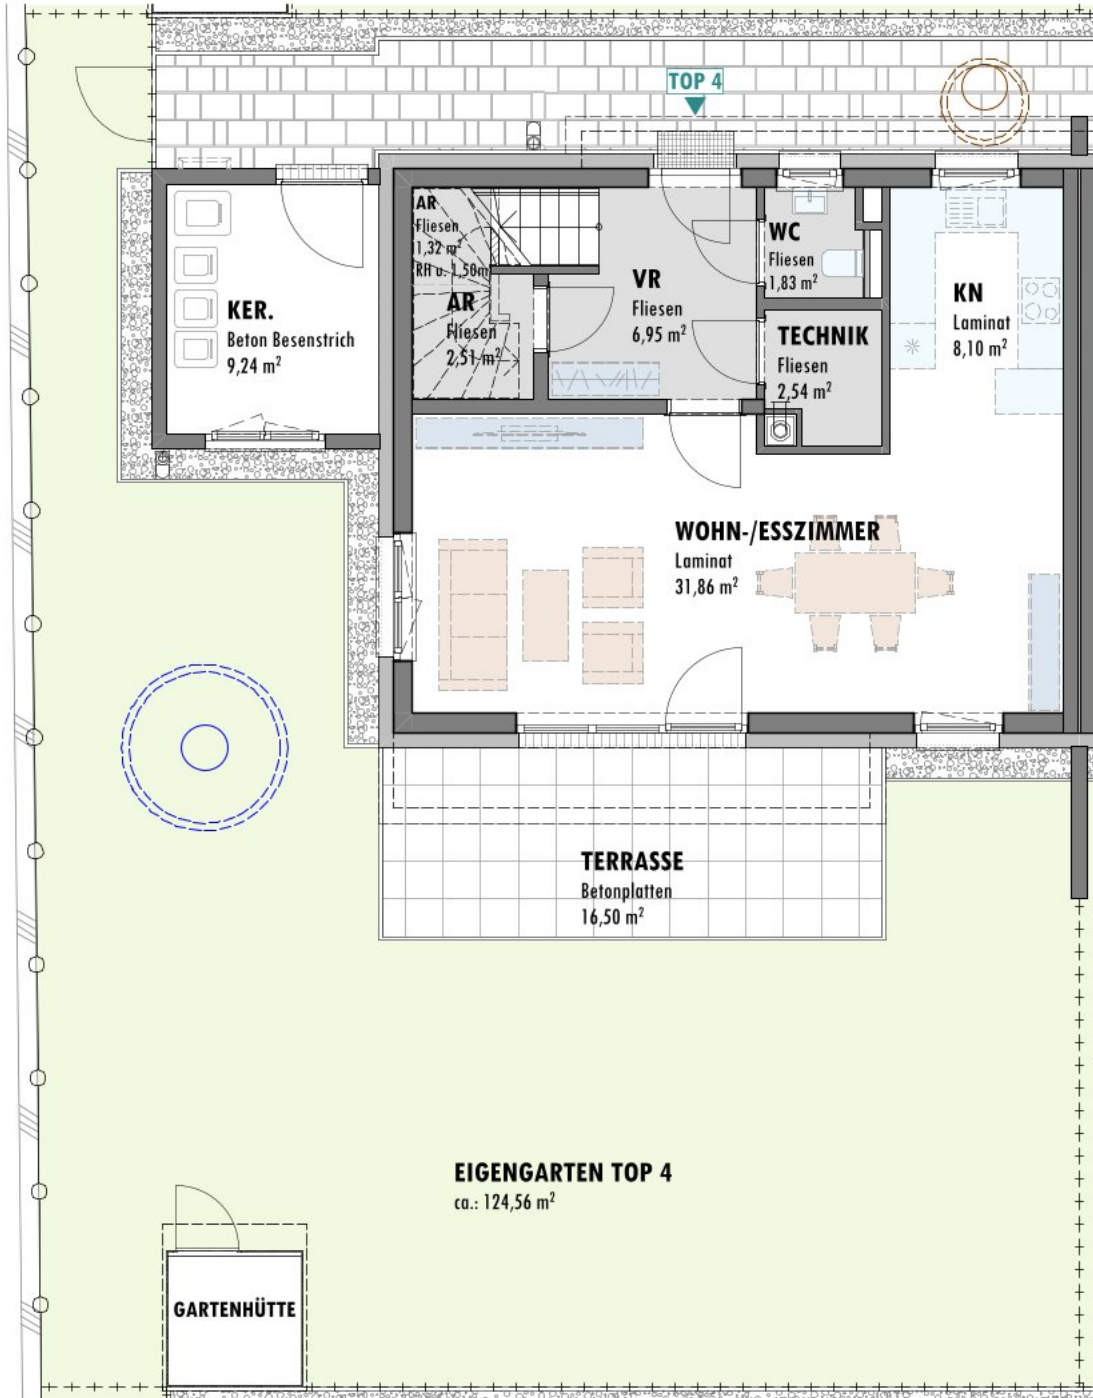 TOP 4
AR
Fliesen
1,32 m²
RH u. 1,50m
AR
Fliesen
2,51 m²
VR
Fliesen
6,95 m²
WC
Fliesen
1,83 m²
KN
Laminat
8,10 m²
TECHNIK
Fliesen
2,54 m²
KER.
Beton Besenstrich
9,24 m²
WOHN-/ESSZIMMER
Laminat
31,86 m²
TERRASSE
Betonplatten
16,50 m²
EIGENGARTEN TOP 4
ca.: 124,56 m²
GARTENHÜTTE